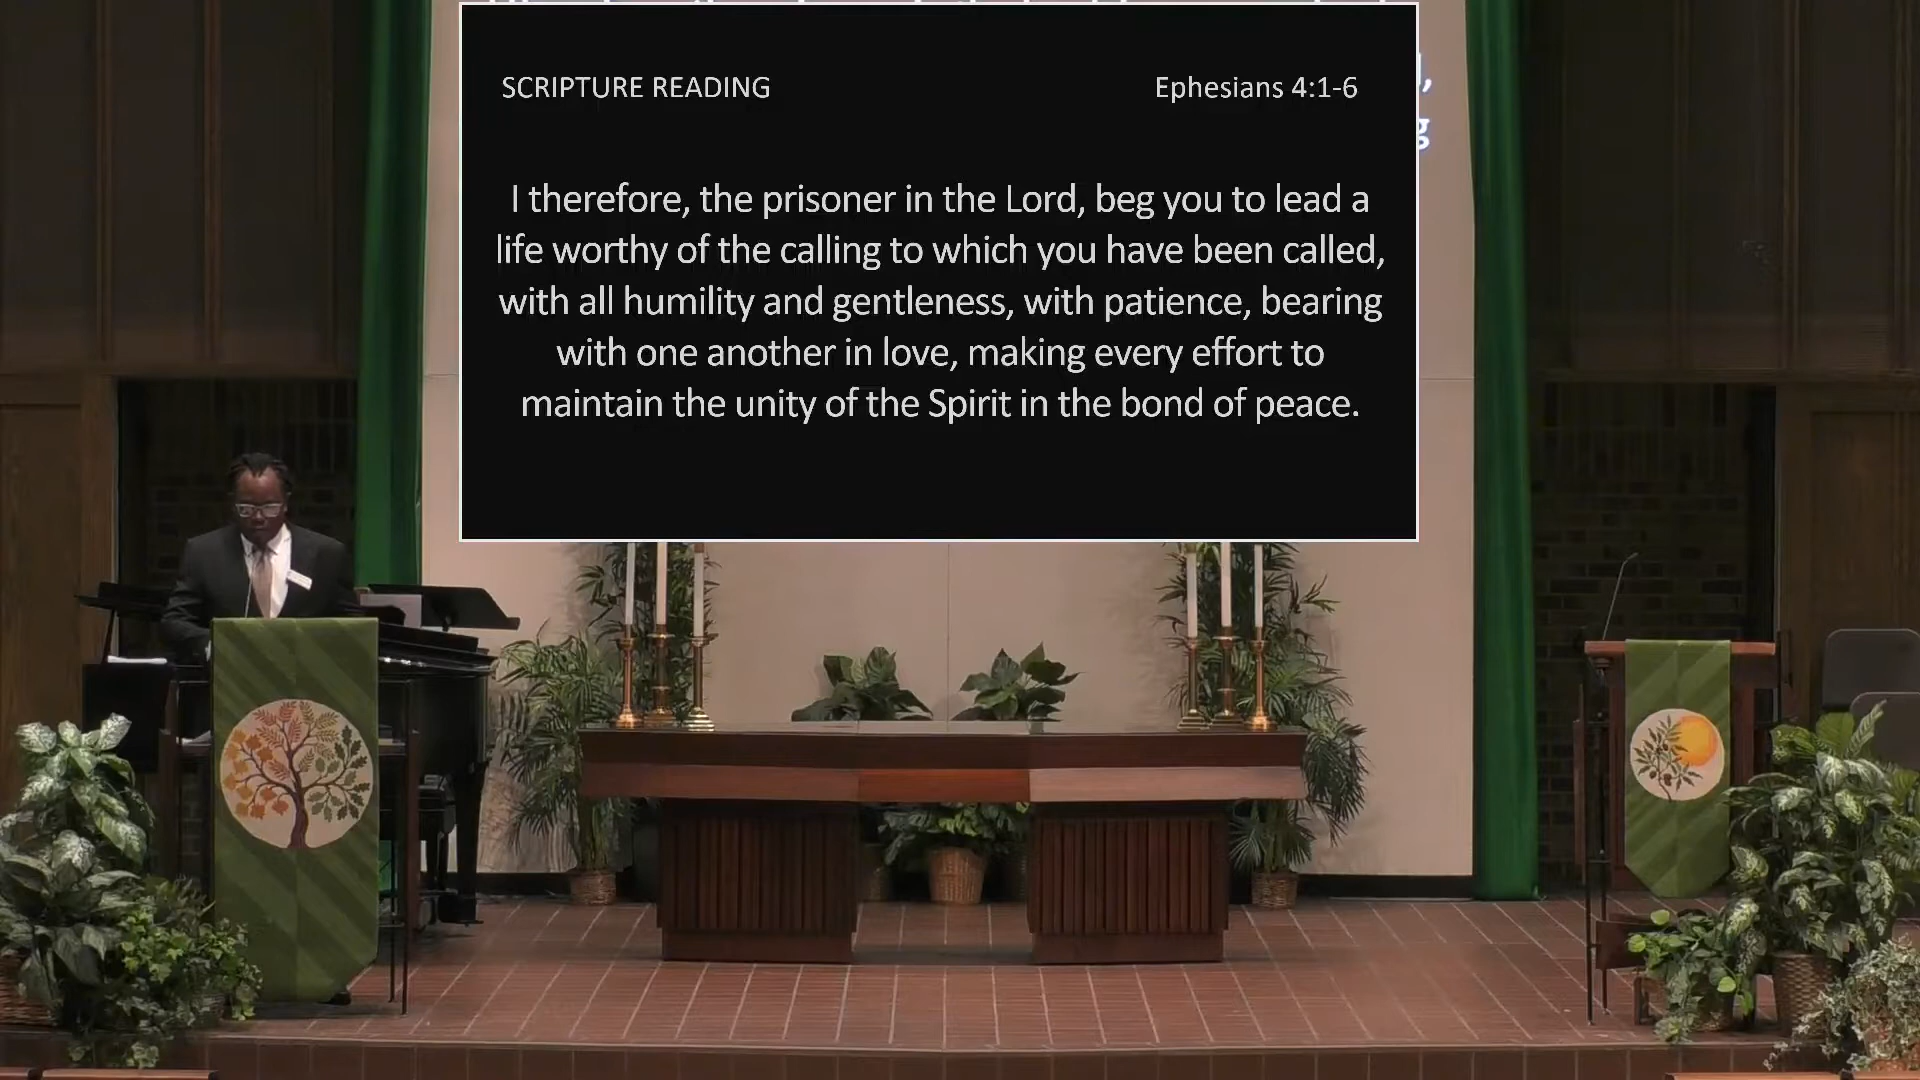 SCRIPTURE READING Ephesians 4:1-6
I therefore, the prisoner in the Lord, beg you to lead a
life worthy of the calling to which you have been called,
with all humility and gentleness, with patience, bearing
with one another in love, making every effort to
maintain the unity of the Spirit in the bond of peace.